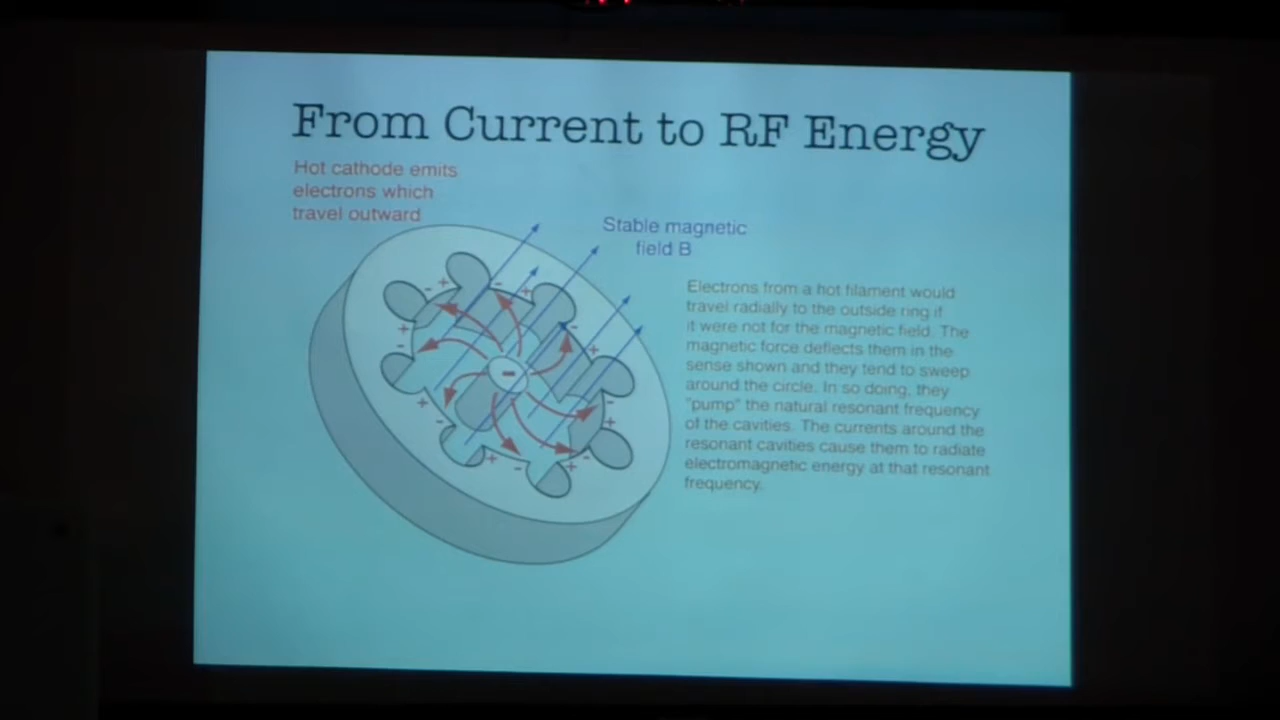 From Current to RF Energy
Hot cathode emits
electrons which
travel outward
Stable magnetic
field B
Electrons from a hot filament would
travel radially to the outside ring if
it were not for the magnetic field. The
magnetic force deflects them in the
sense shown and they tend to sweep
around the circle. In so doing, they
"pump" the natural resonant frequency
of the cavities. The currents around the
resonant cavities cause them to radiate
electromagnetic energy at that resonant
frequency.